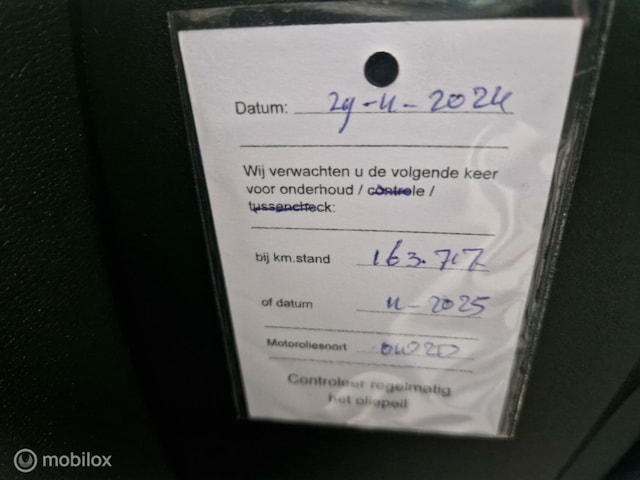 Datum: 29-11-2024
Wij verwachten u de volgende keer
voor onderhoud / controle /
tussencheck:
bij km.stand 163.717
of datum 11-2025
Motoroliesoort 0W20
Controleer regelmatig
het oliepeil
mobilox